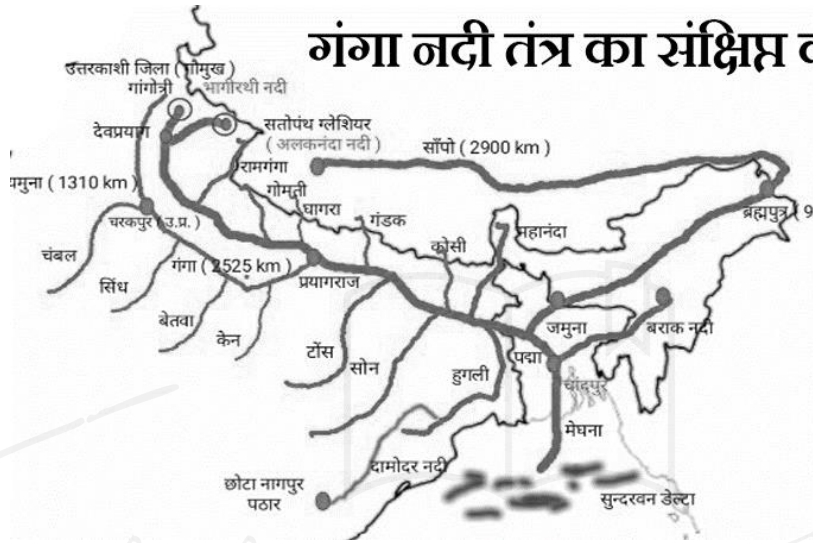 गंगा नदी तंत्र का संक्षिप्त
उत्तरकाशी जिला ( गौमुख )
गंगोत्री
भागीरथी नदी
देवप्रयाग
सतोपंथ ग्लेशियर
( अलकनंदा नदी )
साँपो ( 2900 km )
रामगंगा
यमुना (1310 km )
गोमती
घागरा
ब्रह्मपुत्र ( 9
चरकपुर ( उ.प्र. )
गंडक
महानंदा
कोसी
चंबल
गंगा ( 2525 km )
प्रयागराज
सिंध
बेतवा
केन
जमुना
बराक नदी
टोंस
सोन
पद्मा
हुगली
चांदपुर
मेघना
दामोदर नदी
छोटा नागपुर
पठार
सुन्दरवन डेल्टा